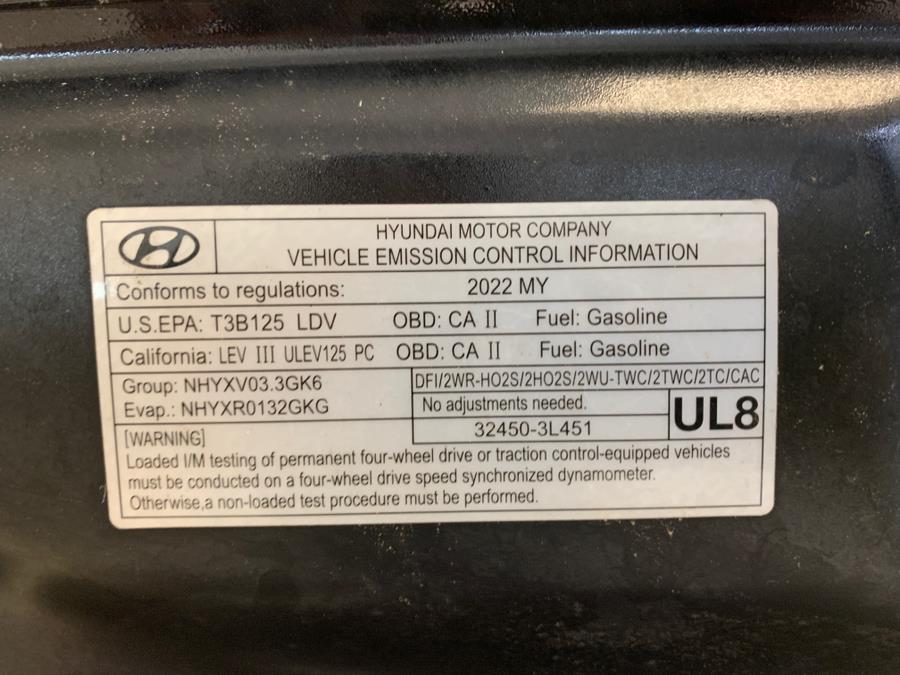 HYUNDAI MOTOR COMPANY
VEHICLE EMISSION CONTROL INFORMATION
Conforms to regulations: 2022 MY
U.S.EPA: T3B125 LDV OBD: CA II Fuel: Gasoline
California: LEV III ULEV125 PC OBD: CA II Fuel: Gasoline
Group: NHYXV03.3GK6
Evap.: NHYXR0132GKG
DFI/2WR-HO2S/2HO2S/2WU-TWC/2TWC/2TC/CAC
No adjustments needed.
32450-3L451
UL8
[WARNING]
Loaded I/M testing of permanent four-wheel drive or traction control-equipped vehicles
must be conducted on a four-wheel drive speed synchronized dynamometer.
Otherwise,a non-loaded test procedure must be performed.